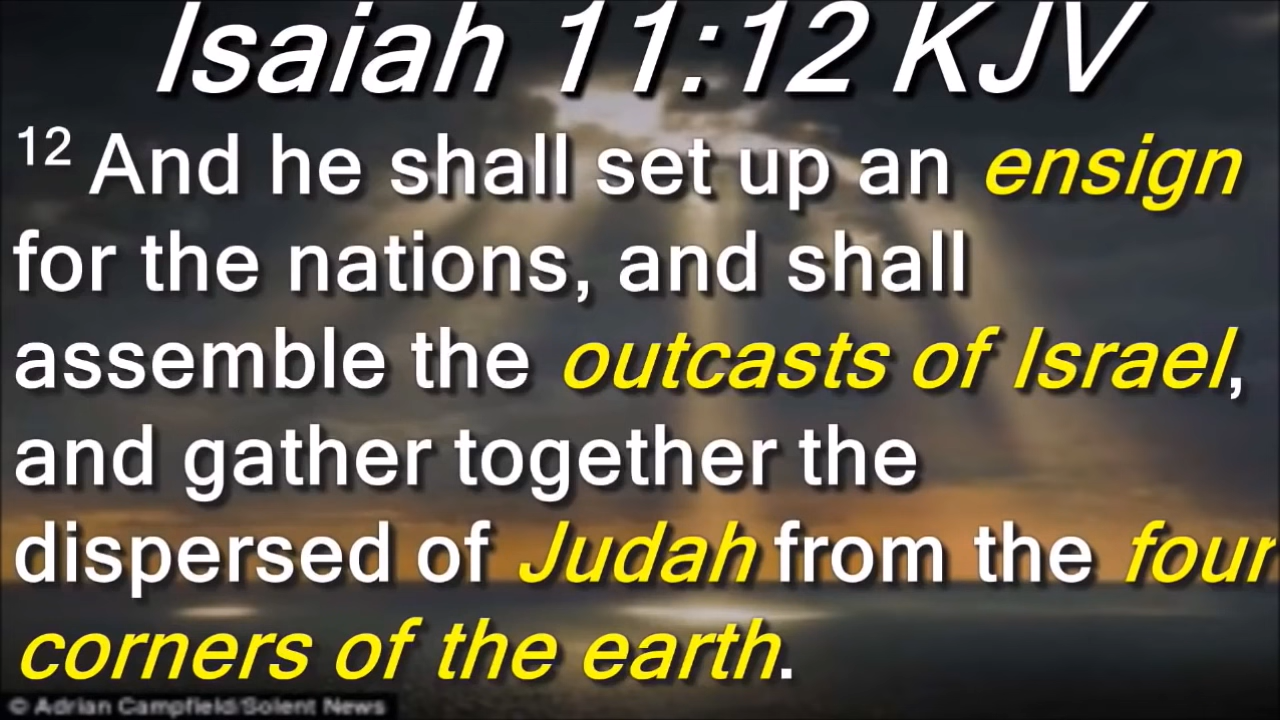 Isaiah 11:12 KJV
12 And he shall set up an ensign
for the nations, and shall
assemble the outcasts of Israel,
and gather together the
dispersed of Judah from the four
corners of the earth.
© Adrian Campfield/Solent News